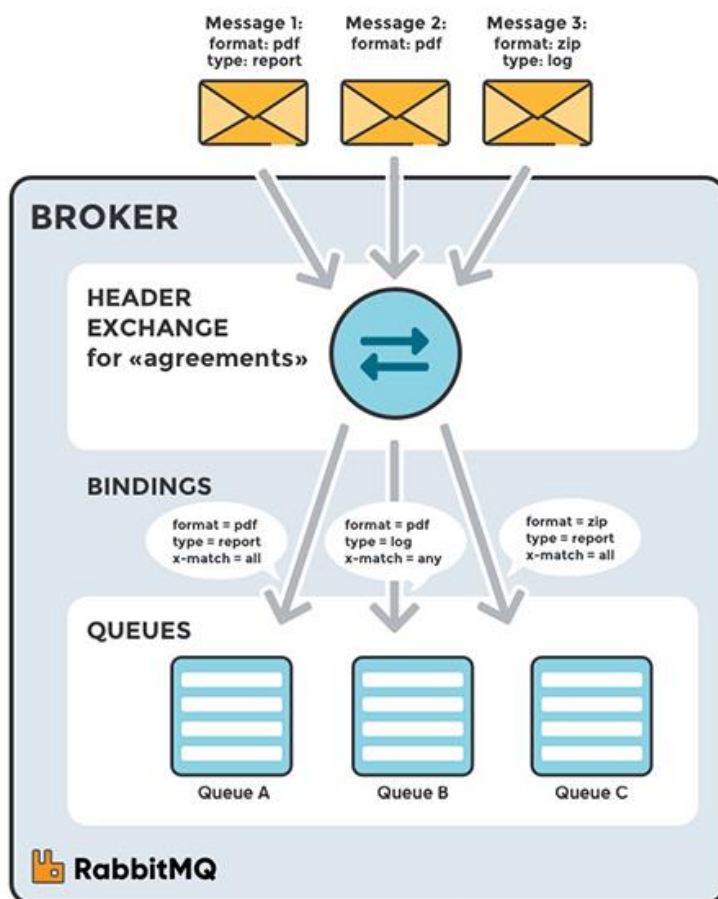 Message 1:
format: pdf
type: report
Message 2:
format: pdf
Message 3:
format: zip
type: log
BROKER
HEADER
EXCHANGE
for «agreements»
BINDINGS
format = pdf
type = report
x-match = all
format = pdf
type = log
x-match = any
format = zip
type = report
x-match = all
QUEUES
Queue A
Queue B
Queue C
RabbitMQ